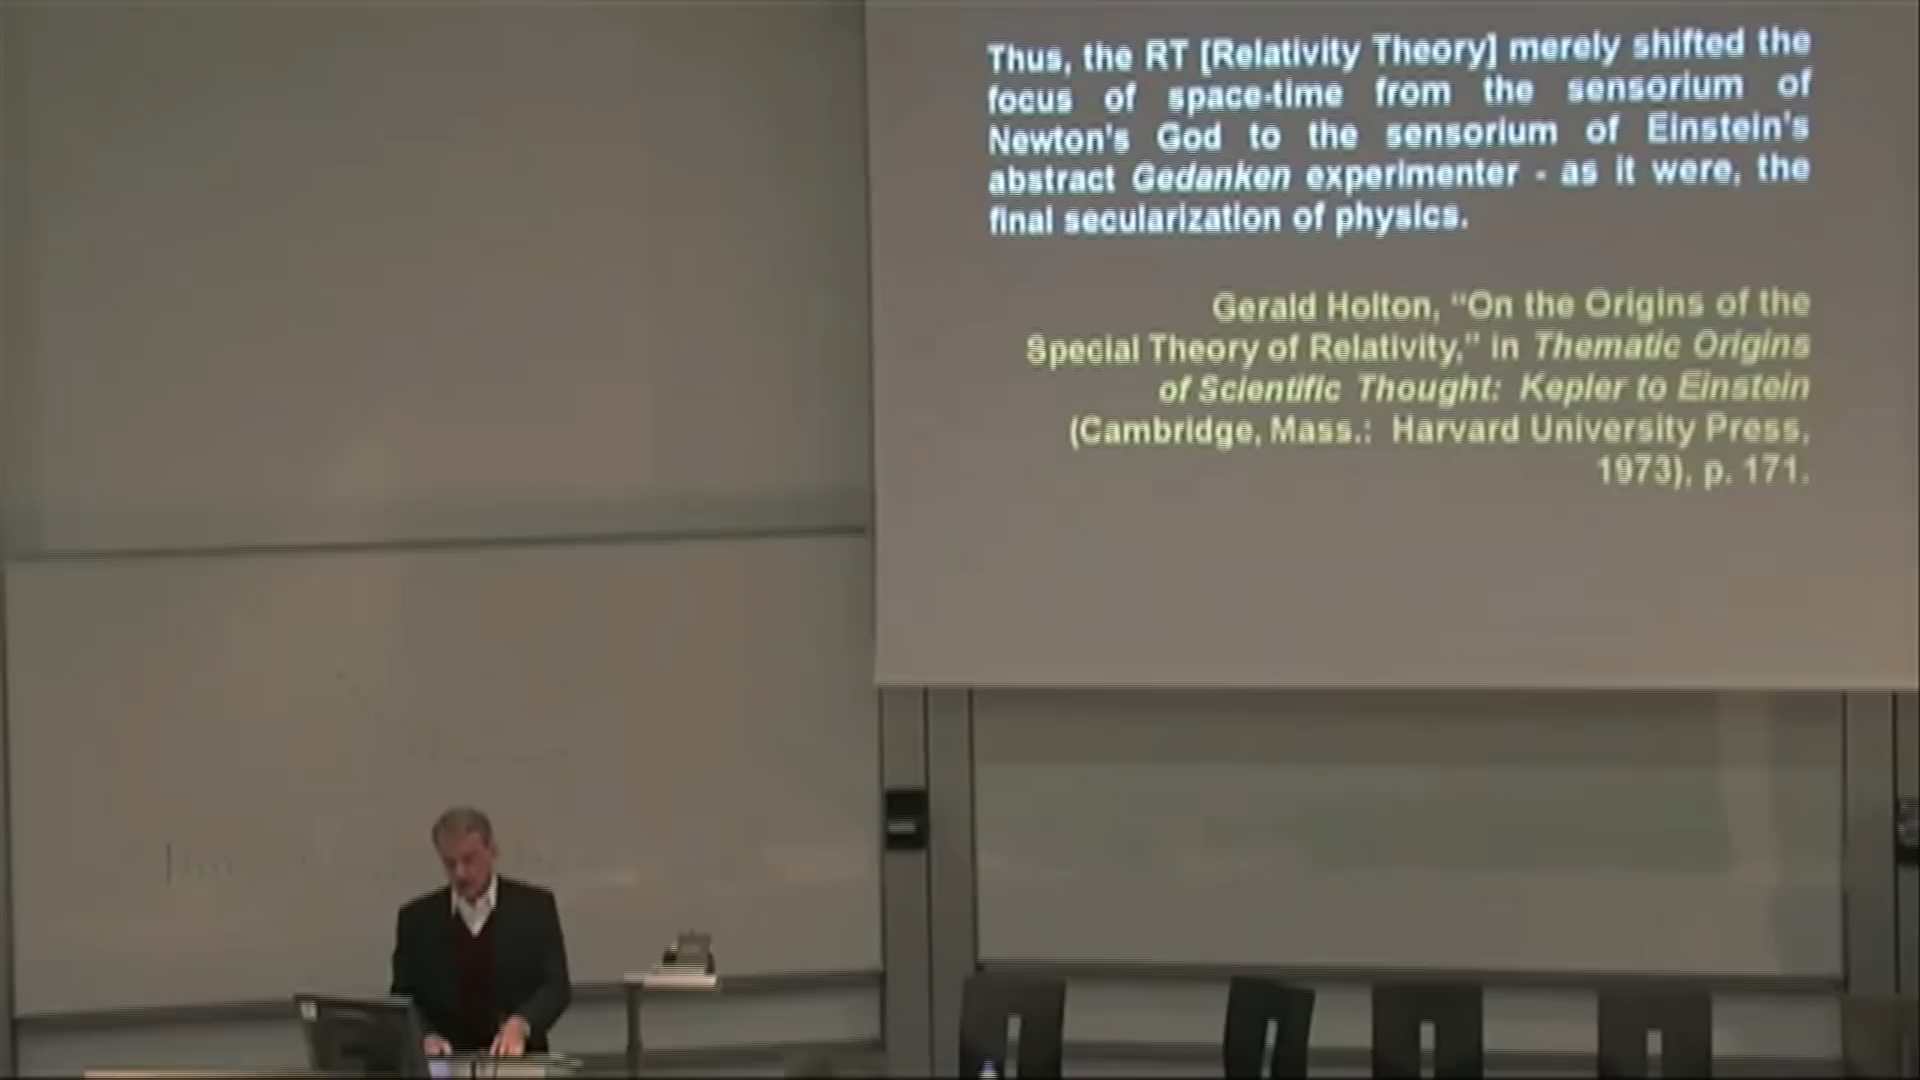 Thus, the RT [Relativity Theory] merely shifted the
focus of space-time from the sensorium of
Newton's God to the sensorium of Einstein's
abstract Gedanken experimenter - as it were, the
final secularization of physics.
Gerald Holton, “On the Origins of the
Special Theory of Relativity,” in Thematic Origins
of Scientific Thought: Kepler to Einstein
(Cambridge, Mass.: Harvard University Press,
1973), p. 171.